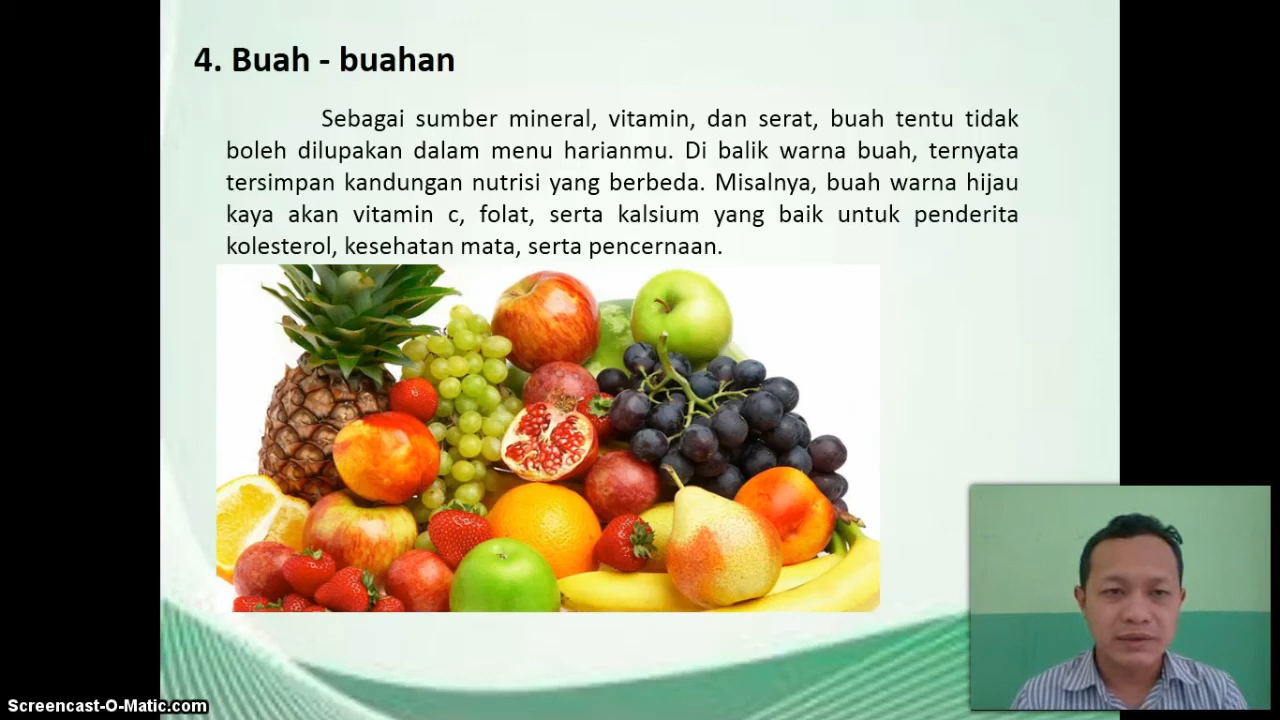 4. Buah - buahan
Sebagai sumber mineral, vitamin, dan serat, buah tentu tidak
boleh dilupakan dalam menu harianmu. Di balik warna buah, ternyata
tersimpan kandungan nutrisi yang berbeda. Misalnya, buah warna hijau
kaya akan vitamin c, folat, serta kalsium yang baik untuk penderita
kolesterol, kesehatan mata, serta pencernaan.
Screencast-O-Matic.com